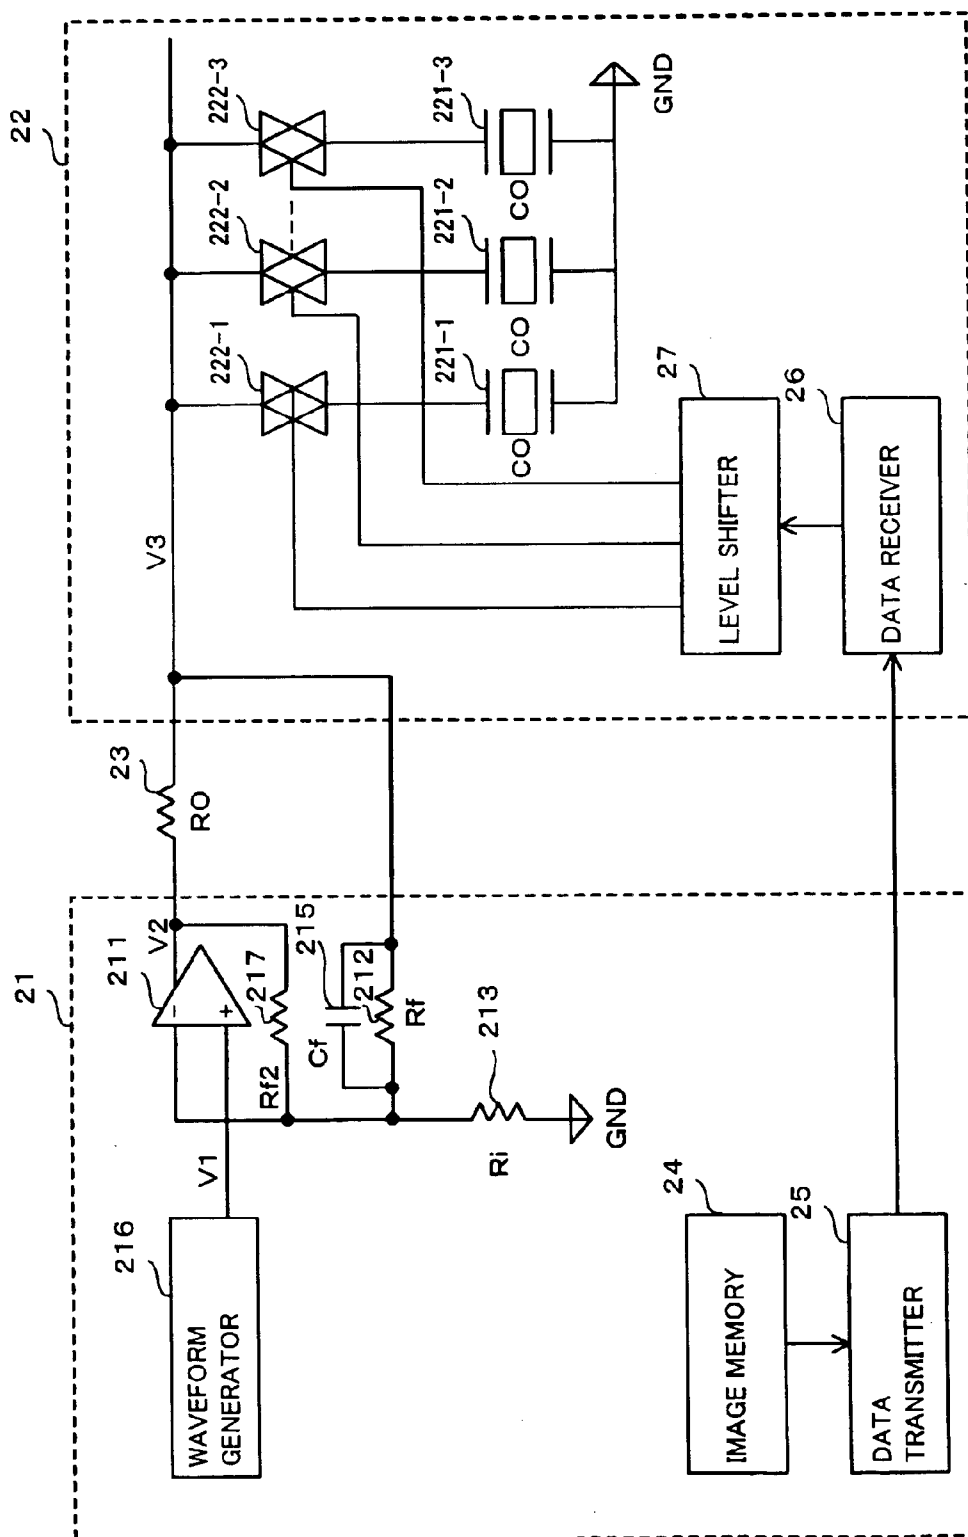 21
216
WAVEFORM
GENERATOR
V1
211
-
+
V2
217
Rf2
215
Cf
212
Rf
213
Ri
GND
23
RO
24
IMAGE MEMORY
25
DATA
TRANSMITTER
22
V3
222-1
222-2
222-3
221-1
221-2
221-3
CO
CO
CO
GND
27
LEVEL SHIFTER
26
DATA RECEIVER